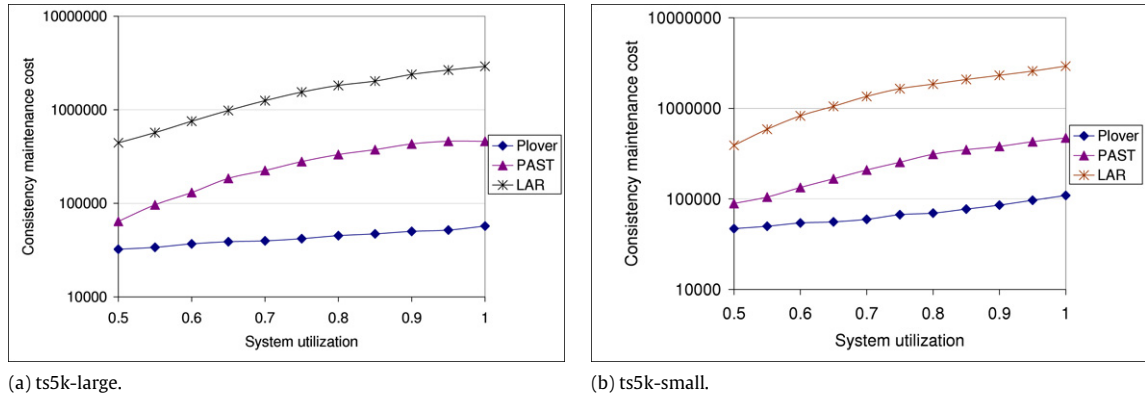 10000000
1000000
100000
10000
Consistency maintenance cost
0.5 0.6 0.7 0.8 0.9 1
System utilization
Plover
PAST
LAR
(a) ts5k-large.
10000000
1000000
100000
10000
Consistency maintenance cost
0.5 0.6 0.7 0.8 0.9 1
System utilization
Plover
PAST
LAR
(b) ts5k-small.